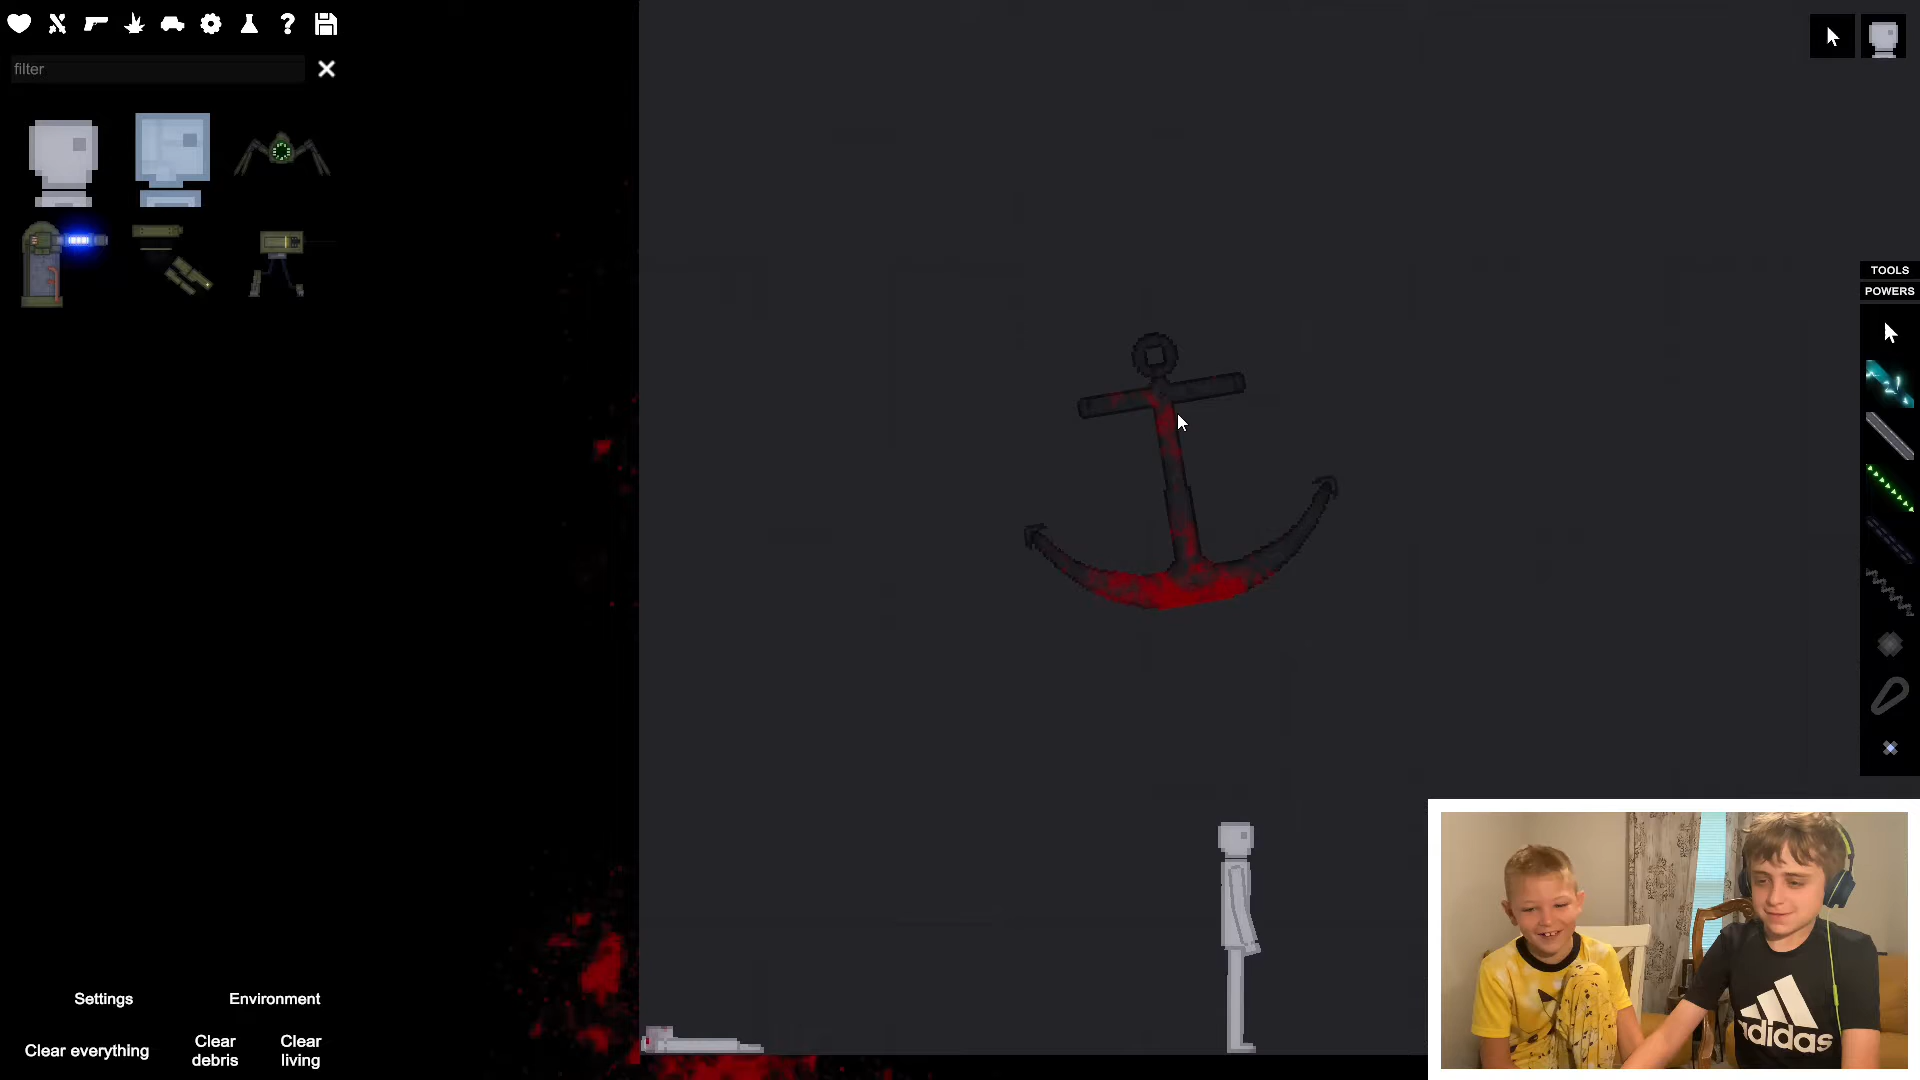 filter
TOOLS
POWERS
Settings
Environment
Clear everything
Clear
debris
Clear
living
adidas